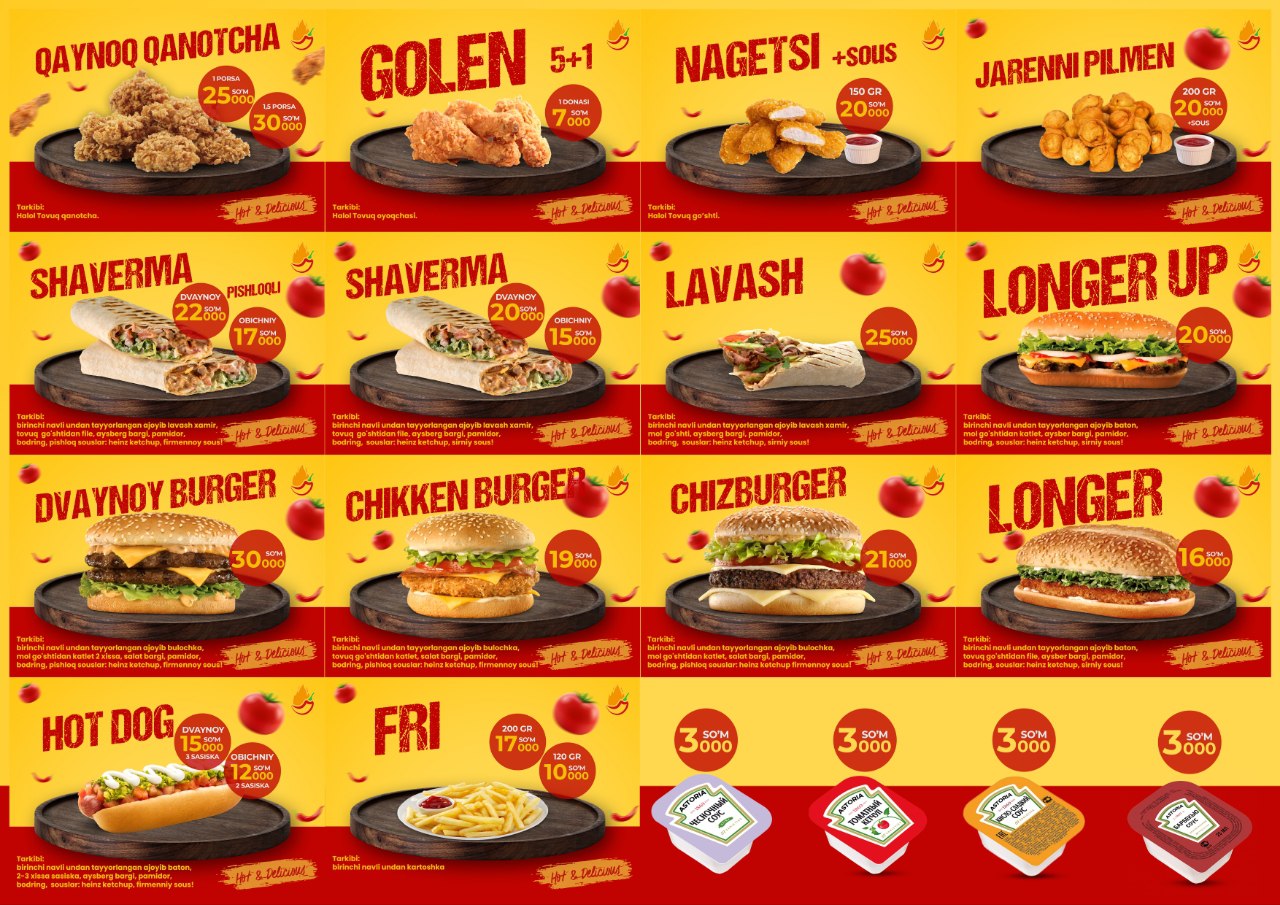 QAYNOQ QANOTCHA
1 PORSA
25 SO'M 000
1,5 PORSA
30 SO'M 000
Tarkibi:
Halol Tovuq qanotcha.
Hot & Delicious
GOLEN 5+1
1 DONASI
7 SO'M 000
Tarkibi:
Halol Tovuq oyoqchasi.
Hot & Delicious
NAGETSI +SOUS
150 GR
20 SO'M 000
Tarkibi:
Halol Tovuq go'shti.
Hot & Delicious
JARENNI PILMEN
200 GR
20 SO'M 000
+SOUS
Hot & Delicious
SHAVERMA
PISHLOQLI
DVAYNOY
22 SO'M 000
OBICHNIY
17 SO'M 000
Tarkibi:
birinchi navli undan tayyorlangan ajoyib lavash xamir,
tovuq go'shtidan file, aysberg bargi, pamidor,
bodring, pishloq souslar: heinz ketchup, firmennoy sous!
Hot & Delicious
SHAVERMA
DVAYNOY
20 SO'M 000
OBICHNIY
15 SO'M 000
Tarkibi:
birinchi navli undan tayyorlangan ajoyib lavash xamir,
tovuq go'shtidan file, aysberg bargi, pamidor,
bodring, souslar: heinz ketchup, sirniy sous!
Hot & Delicious
LAVASH
25 SO'M 000
Tarkibi:
birinchi navli undan tayyorlangan ajoyib lavash xamir,
mol go'shti, aysberg bargi, pamidor,
bodring, souslar: heinz ketchup, sirniy sous!
Hot & Delicious
LONGER UP
20 SO'M 000
Tarkibi:
birinchi navli undan tayyorlangan ajoyib baton,
mol go'shtidan katlet, aysber bargi, pamidor,
bodring, souslar: heinz ketchup, sirniy sous!
Hot & Delicious
DVAYNOY BURGER
30 SO'M 000
Tarkibi:
birinchi navli undan tayyorlangan ajoyib bulochka,
mol go'shtidan katlet 2 xissa, salat bargi, pamidor,
bodring, pishloq souslar: heinz ketchup, firmennoy sous!
Hot & Delicious
CHIKKEN BURGER
19 SO'M 000
Tarkibi:
birinchi navli undan tayyorlangan ajoyib bulochka,
tovuq go'shtidan katlet, salat bargi, pamidor,
bodring, pishloq souslar: heinz ketchup, firmennoy sous!
Hot & Delicious
CHIZBURGER
21 SO'M 000
Tarkibi:
birinchi navli undan tayyorlangan ajoyib bulochka,
mol go'shtidan katlet, salat bargi, pamidor,
bodring, pishloq souslar: heinz ketchup, firmennoy sous!
Hot & Delicious
LONGER
16 SO'M 000
Tarkibi:
birinchi navli undan tayyorlangan ajoyib baton,
tovuq go'shtidan katlet, aysber bargi, pamidor,
bodring, souslar: heinz ketchup, sirniy sous!
Hot & Delicious
HOT DOG
DVAYNOY
15 SO'M 000
3 SASISKA
OBICHNIY
12 SO'M 000
2 SASISKA
Tarkibi:
birinchi navli undan tayyorlangan ajoyib baton,
2-3 xissa sasiska, aysberg bargi, pamidor,
bodring, souslar: heinz ketchup, firmenniy sous!
Hot & Delicious
FRI
200 GR
17 SO'M 000
120 GR
10 SO'M 000
Tarkibi:
birinchi navli undan kartoshka
Hot & Delicious
3 SO'M 000
ASTORIA
ЧЕСНОЧНЫЙ
СОУС
3 SO'M 000
ASTORIA
ТОМАТНЫЙ
КЕТЧУП
3 SO'M 000
ASTORIA
КИСЛО-СЛАДКИЙ
СОУС
3 SO'M 000
ASTORIA
БАРБЕКЮ
СОУС